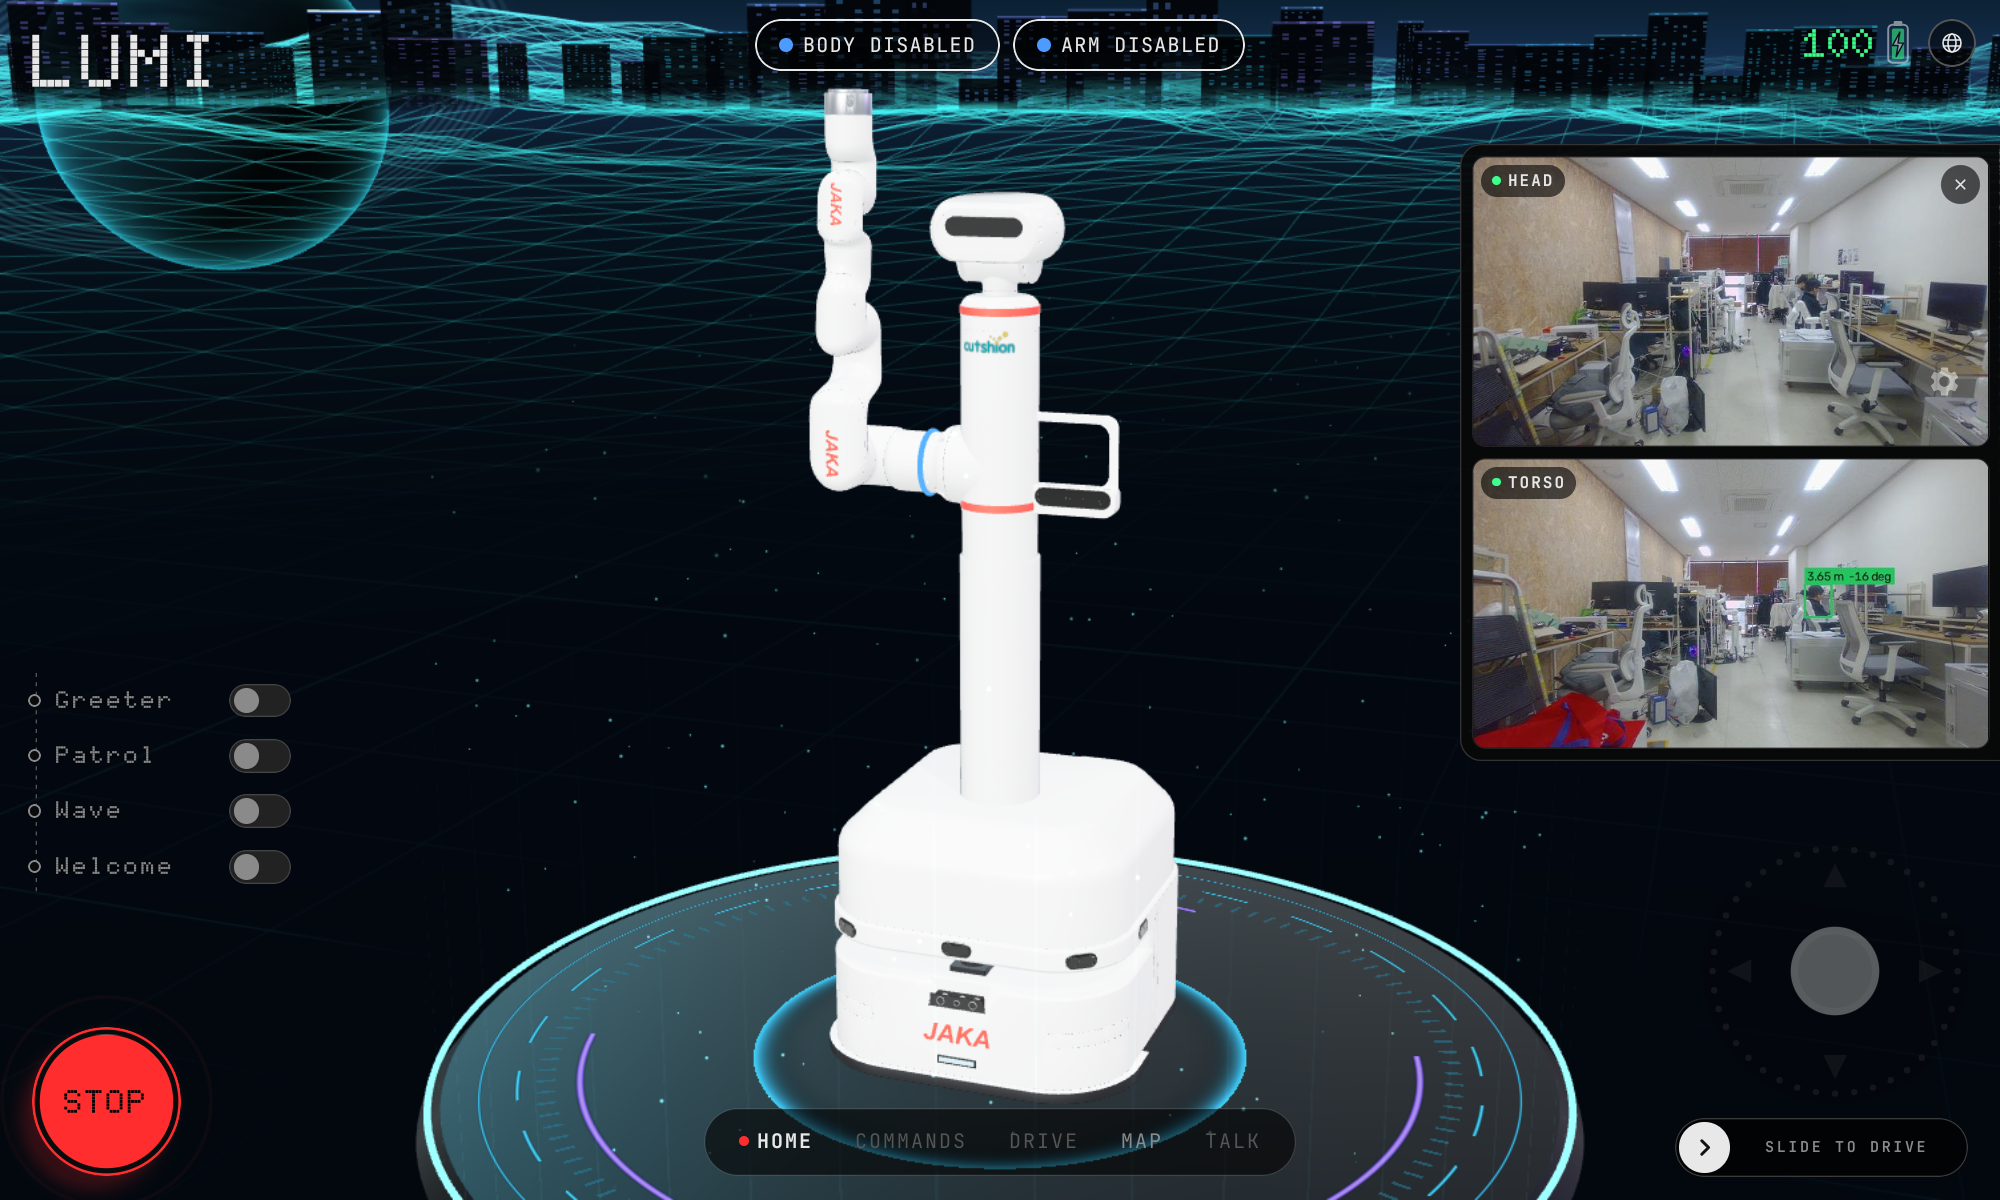 LUMI
BODY DISABLED
ARM DISABLED
100
HEAD
JAKA
cutshion
JAKA
TORSO
3.65 m -16 deg
Greeter
Patrol
Wave
Welcome
JAKA
STOP
HOME
COMMANDS
DRIVE
MAP
TALK
SLIDE TO DRIVE